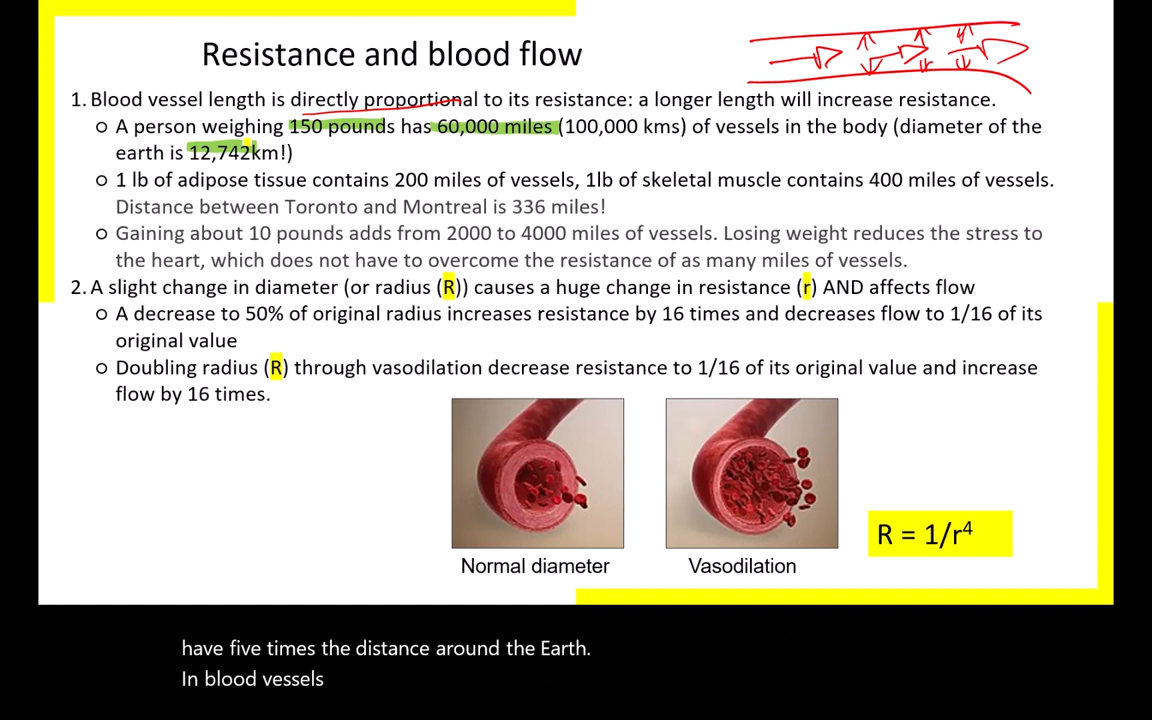 Resistance and blood flow
1. Blood vessel length is directly proportional to its resistance: a longer length will increase resistance.
o A person weighing 150 pounds has 60,000 miles (100,000 kms) of vessels in the body (diameter of the
earth is 12,742km!)
o 1 lb of adipose tissue contains 200 miles of vessels, 1lb of skeletal muscle contains 400 miles of vessels.
Distance between Toronto and Montreal is 336 miles!
o Gaining about 10 pounds adds from 2000 to 4000 miles of vessels. Losing weight reduces the stress to
the heart, which does not have to overcome the resistance of as many miles of vessels.
2. A slight change in diameter (or radius (R)) causes a huge change in resistance (r) AND affects flow
o A decrease to 50% of original radius increases resistance by 16 times and decreases flow to 1/16 of its
original value
o Doubling radius (R) through vasodilation decrease resistance to 1/16 of its original value and increase
flow by 16 times.
R = 1/r⁴
Normal diameter
Vasodilation
have five times the distance around the Earth.
In blood vessels